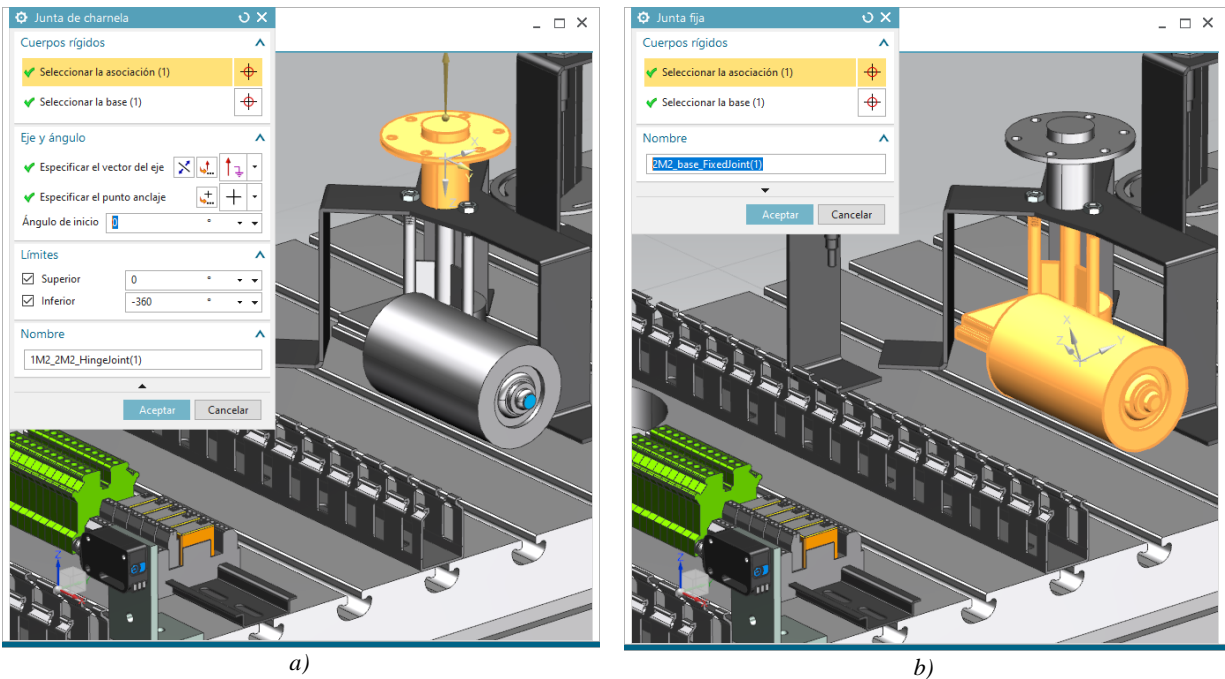 Junta de charnela
Cuerpos rígidos
Seleccionar la asociación (1)
Seleccionar la base (1)
Eje y ángulo
Especificar el vector del eje
Especificar el punto anclaje
Ángulo de inicio 0 °
Límites
Superior 0 °
Inferior -360 °
Nombre
1M2_2M2_HingeJoint(1)
Aceptar Cancelar
X
Y
Z
a)
Junta fija
Cuerpos rígidos
Seleccionar la asociación (1)
Seleccionar la base (1)
Nombre
2M2_base_FixedJoint(1)
Aceptar Cancelar
X
Z
Y
Z
b)